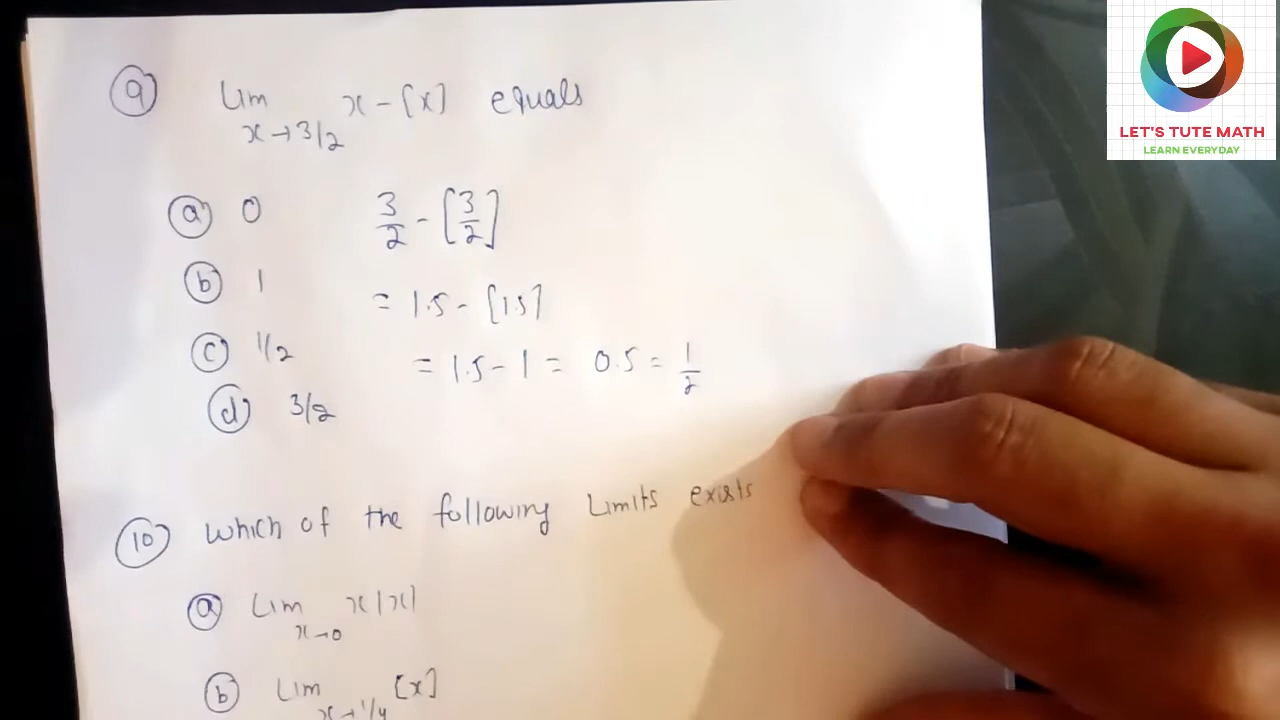 9 Lim x - [x] equals
x→3/2
a 0
b 1
c 1/2
d 3/2
3/2 - [3/2]
= 1.5 - [1.5]
= 1.5 - 1 = 0.5 = 1/2
10 Which of the following Limits exists
a Lim x|x|
x→0
b Lim [x]
x→1/4
LET'S TUTE MATH
LEARN EVERYDAY